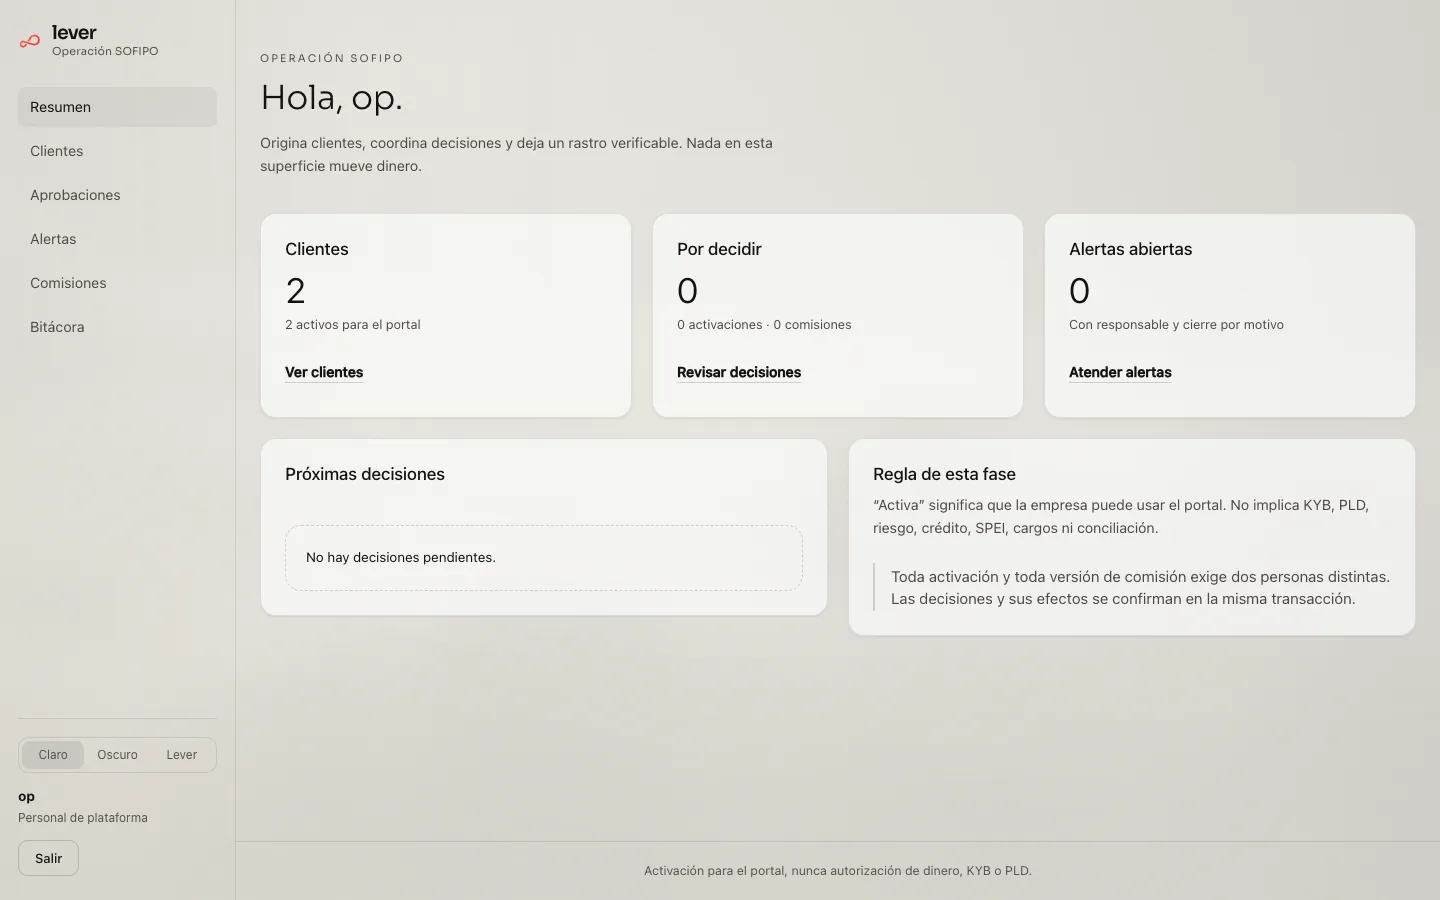 lever
Operación SOFIPO
Resumen
Clientes
Aprobaciones
Alertas
Comisiones
Bitácora
Claro
Oscuro
Lever
op
Personal de plataforma
Salir
OPERACIÓN SOFIPO
Hola, op.
Origina clientes, coordina decisiones y deja un rastro verificable. Nada en esta
superficie mueve dinero.
Clientes
2
2 activos para el portal
Ver clientes
Por decidir
0
0 activaciones · 0 comisiones
Revisar decisiones
Alertas abiertas
0
Con responsable y cierre por motivo
Atender alertas
Próximas decisiones
No hay decisiones pendientes.
Regla de esta fase
“Activa” significa que la empresa puede usar el portal. No implica KYB, PLD,
riesgo, crédito, SPEI, cargos ni conciliación.
Toda activación y toda versión de comisión exige dos personas distintas.
Las decisiones y sus efectos se confirman en la misma transacción.
Activación para el portal, nunca autorización de dinero, KYB o PLD.